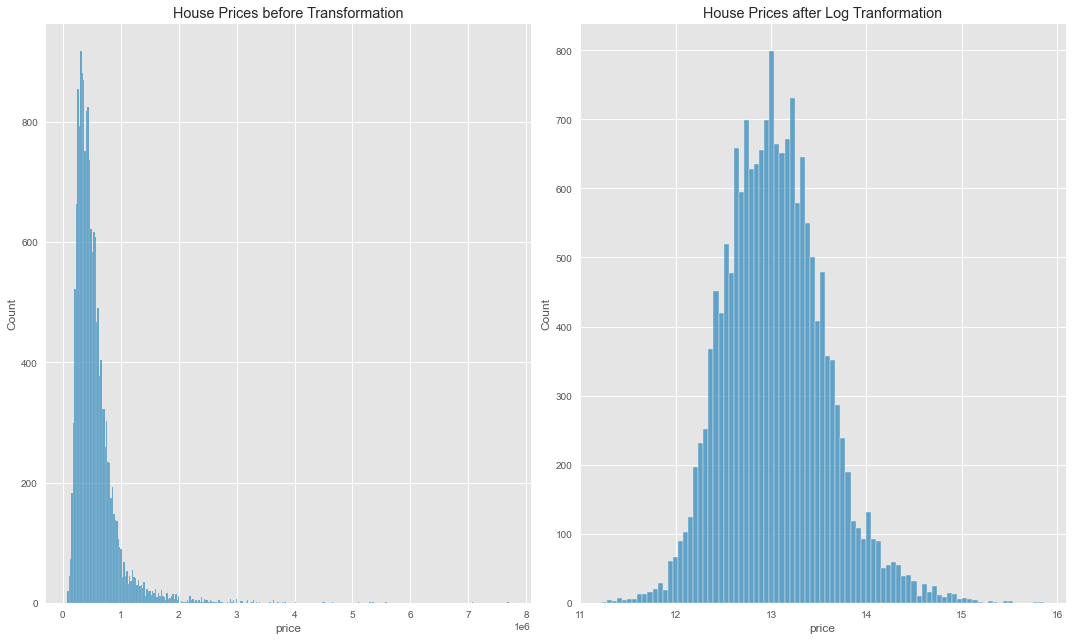 House Prices before Transformation
800
600
400
200
0
Count
0 1 2 3 4 5 6 7 8
1e6
price
House Prices after Log Tranformation
800
700
600
500
400
300
200
100
0
Count
11 12 13 14 15 16
price